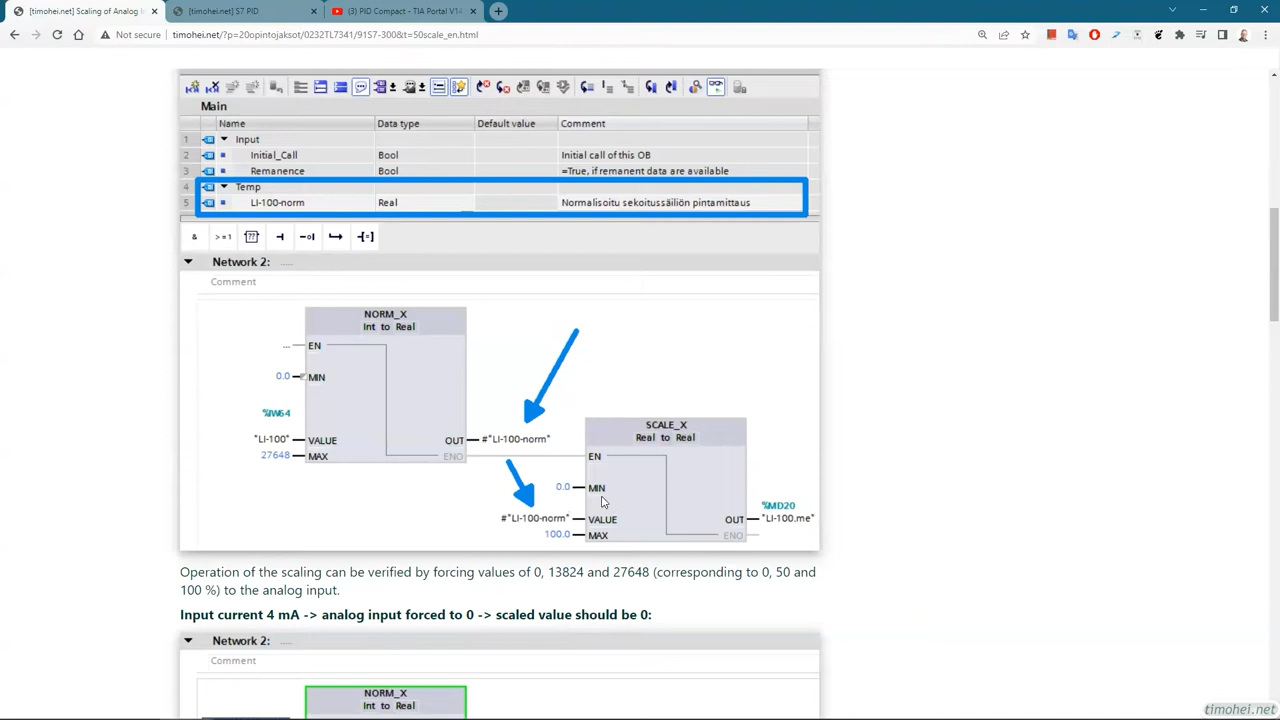 [timohei.net] Scaling of Analog I
[timohei.net] S7 PID
(3) PID Compact - TIA Portal V14
Not secure
timohei.net/?p=20opintojaksot/0232TL7341/9157-300&t=50scale_en.html
Main
Name Data type Default value Comment
1 Input
2 Initial_Call Bool Initial call of this OB
3 Remanence Bool =True, if remanent data are available
4 Temp
5 LI-100-norm Real Normalisoitu sekoitussäiliön pintamittaus
& >=1 ?? -| -o| -[=]
Network 2: .....
Comment
NORM_X
Int to Real
... EN
0.0 MIN
%IW64
"LI-100" VALUE OUT #"LI-100-norm"
27648 MAX ENO
SCALE_X
Real to Real
EN
0.0 MIN
%MD20
#"LI-100-norm" VALUE OUT "LI-100.me"
100.0 MAX ENO
Operation of the scaling can be verified by forcing values of 0, 13824 and 27648 (corresponding to 0, 50 and
100 %) to the analog input.
Input current 4 mA -> analog input forced to 0 -> scaled value should be 0:
Network 2: .....
Comment
NORM_X
Int to Real
timohei.net